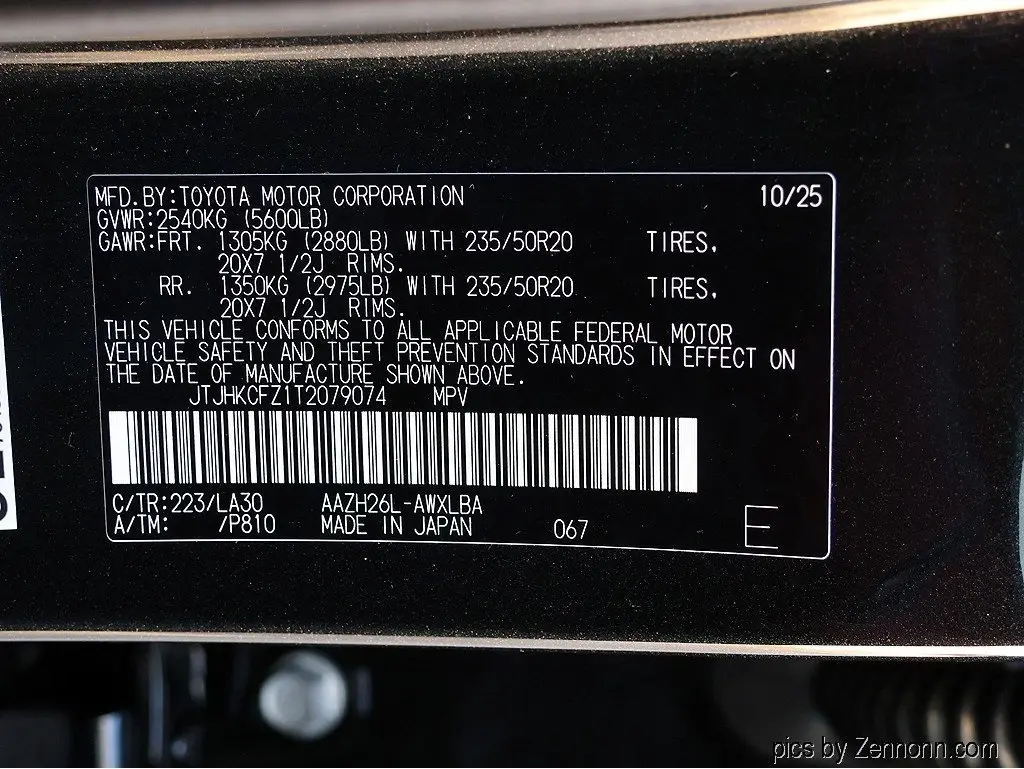 MFD.BY:TOYOTA MOTOR CORPORATION 10/25
GVWR:2540KG (5600LB)
GAWR:FRT. 1305KG (2880LB) WITH 235/50R20 TIRES,
20X7 1/2J RIMS.
RR. 1350KG (2975LB) WITH 235/50R20 TIRES,
20X7 1/2J RIMS.
THIS VEHICLE CONFORMS TO ALL APPLICABLE FEDERAL MOTOR
VEHICLE SAFETY AND THEFT PREVENTION STANDARDS IN EFFECT ON
THE DATE OF MANUFACTURE SHOWN ABOVE.
JTJHKCFZ1T2079074 MPV
C/TR:223/LA30 AAZH26L-AWXLBA
A/TM: /P810 MADE IN JAPAN 067 E
pics by Zennonn.com